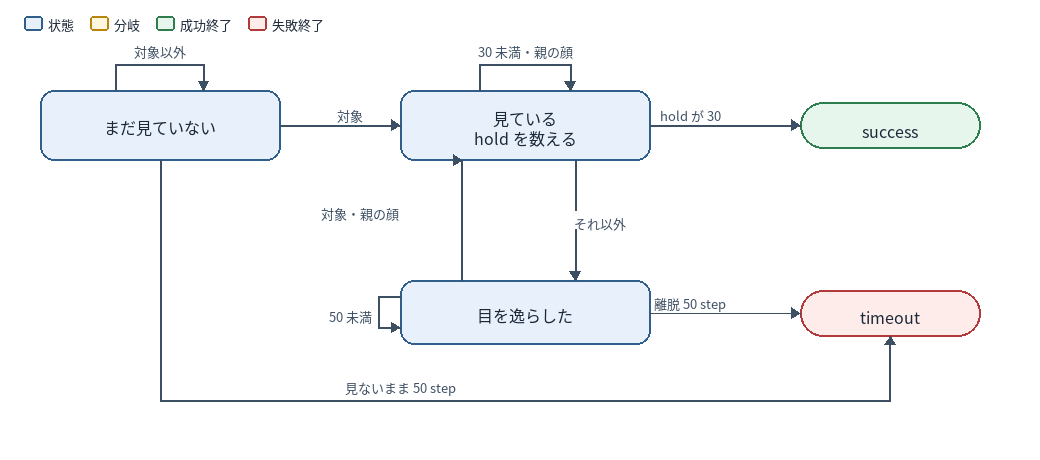 状態 分岐 成功終了 失敗終了
対象以外
30 未満・親の顔
まだ見ていない
対象
見ている
hold を数える
hold が 30
success
対象・親の顔
それ以外
50 未満
目を逸らした
離脱 50 step
timeout
見ないまま 50 step